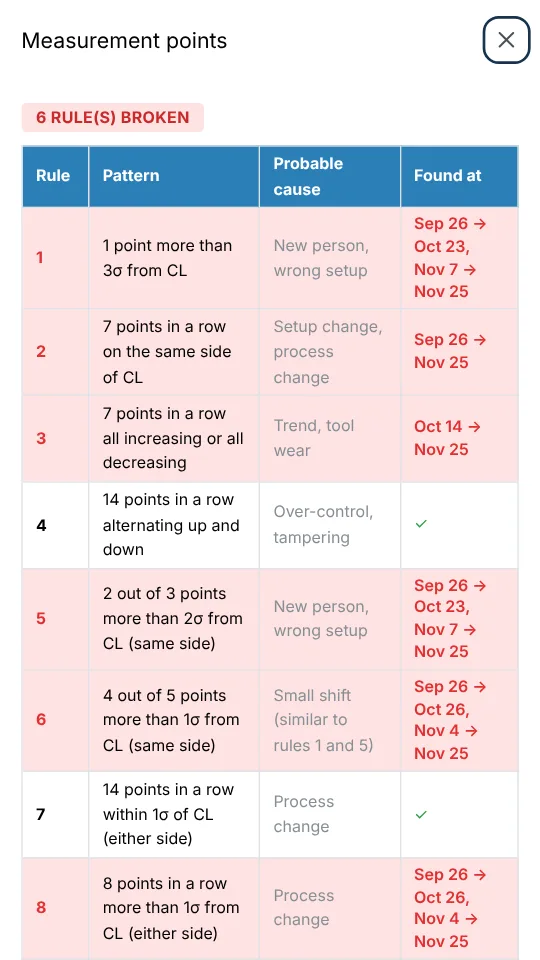 Measurement points
6 RULE(S) BROKEN
Rule Pattern Probable cause Found at
1
1 point more than
3σ from CL
New person,
wrong setup
Sep 26 →
Oct 23,
Nov 7 →
Nov 25
2
7 points in a row
on the same side
of CL
Setup change,
process
change
Sep 26 →
Nov 25
3
7 points in a row
all increasing or all
decreasing
Trend, tool
wear
Oct 14 →
Nov 25
4
14 points in a row
alternating up and
down
Over-control,
tampering
✓
5
2 out of 3 points
more than 2σ from
CL (same side)
New person,
wrong setup
Sep 26 →
Oct 23,
Nov 7 →
Nov 25
6
4 out of 5 points
more than 1σ from
CL (same side)
Small shift
(similar to
rules 1 and 5)
Sep 26 →
Oct 26,
Nov 4 →
Nov 25
7
14 points in a row
within 1σ of CL
(either side)
Process
change
✓
8
8 points in a row
more than 1σ from
CL (either side)
Process
change
Sep 26 →
Oct 26,
Nov 4 →
Nov 25